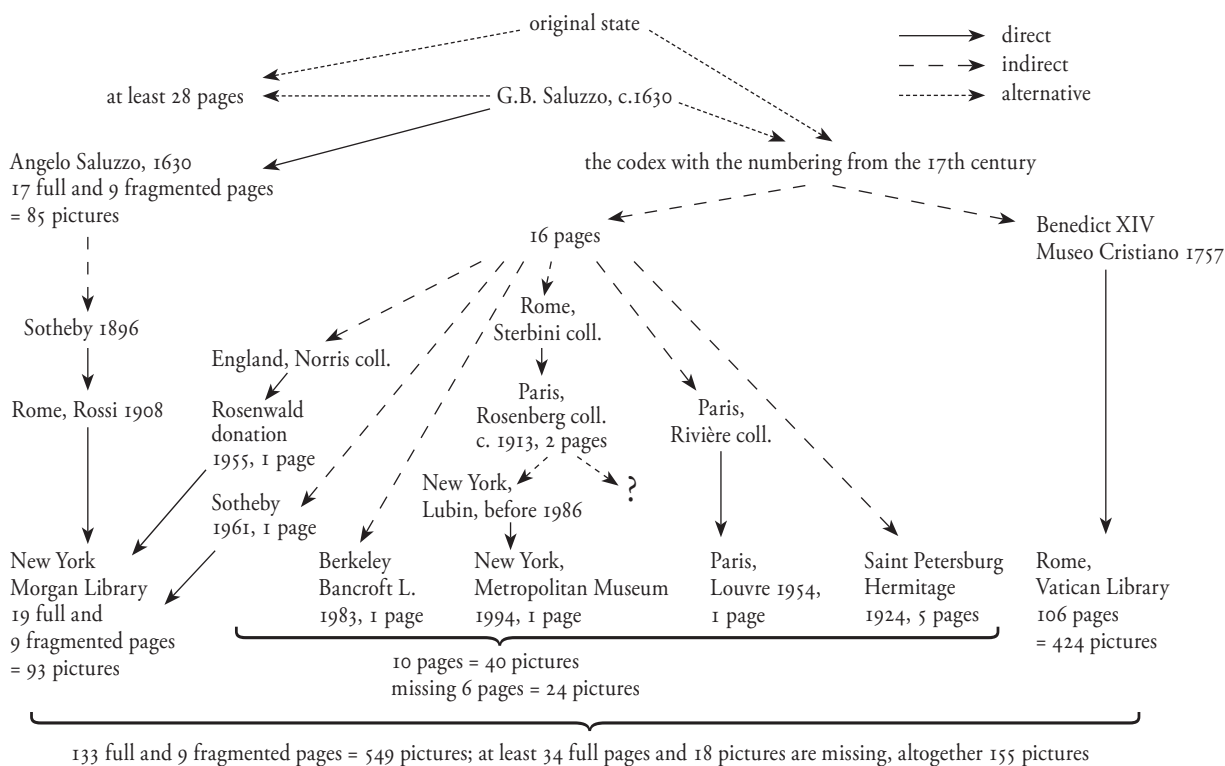 original state
direct
indirect
alternative
at least 28 pages
G.B. Saluzzo, c.1630
Angelo Saluzzo, 1630
17 full and 9 fragmented pages
= 85 pictures
the codex with the numbering from the 17th century
16 pages
Benedict XIV
Museo Cristiano 1757
Sotheby 1896
Rome, Rossi 1908
England, Norris coll.
Rosenwald
donation
1955, 1 page
Sotheby
1961, 1 page
Rome,
Sterbini coll.
Paris,
Rosenberg coll.
c. 1913, 2 pages
New York,
Lubin, before 1986
?
Paris,
Rivière coll.
New York
Morgan Library
19 full and
9 fragmented pages
= 93 pictures
Berkeley
Bancroft L.
1983, 1 page
New York,
Metropolitan Museum
1994, 1 page
Paris,
Louvre 1954,
1 page
Saint Petersburg
Hermitage
1924, 5 pages
Rome,
Vatican Library
106 pages
= 424 pictures
10 pages = 40 pictures
missing 6 pages = 24 pictures
133 full and 9 fragmented pages = 549 pictures; at least 34 full pages and 18 pictures are missing, altogether 155 pictures